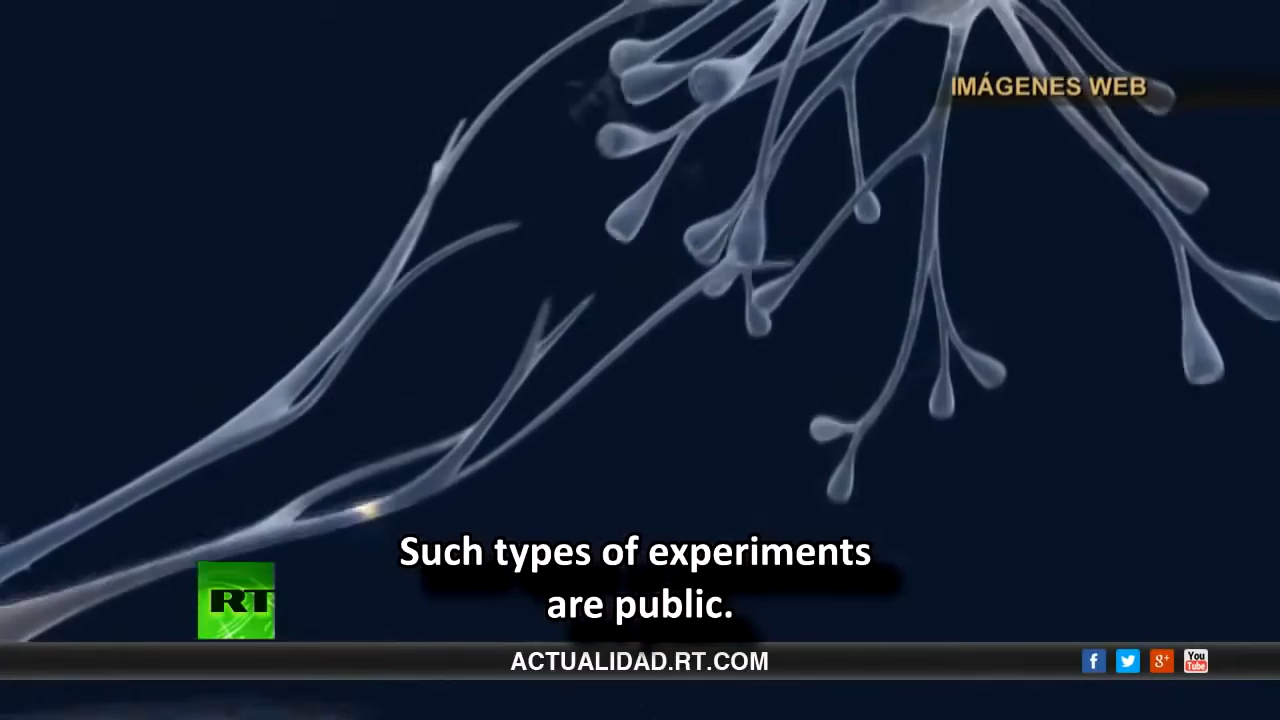 IMÁGENES WEB
Such types of experiments
are public.
RT
ACTUALIDAD.RT.COM
f
g+
You
Tube